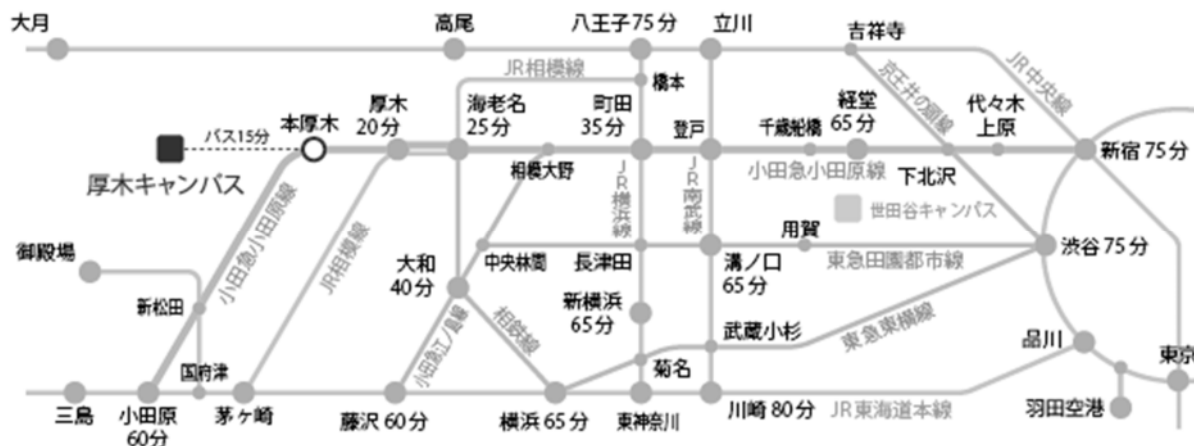 大月
高尾
八王子 75 分
立川
吉祥寺
JR中央線
JR相模線
橋本
京王井の頭線
バス15分
本厚木
厚木
20分
海老名
25分
町田
35分
登戸
千歳船橋
経堂
65分
代々木
上原
新宿 75 分
厚木キャンパス
相模大野
小田急小田原線
下北沢
小田急小田原線
JR相模線
JR横浜線
JR南武線
世田谷キャンパス
御殿場
新松田
大和
40分
中央林間
長津田
溝ノ口
65分
用賀
東急田園都市線
渋谷 75 分
新横浜
65分
小田急江ノ島線
相鉄線
武蔵小杉
東急東横線
品川
国府津
菊名
東京
三島
小田原
60分
茅ヶ崎
藤沢 60 分
横浜 65 分
東神奈川
川崎 80 分
JR東海道本線
羽田空港